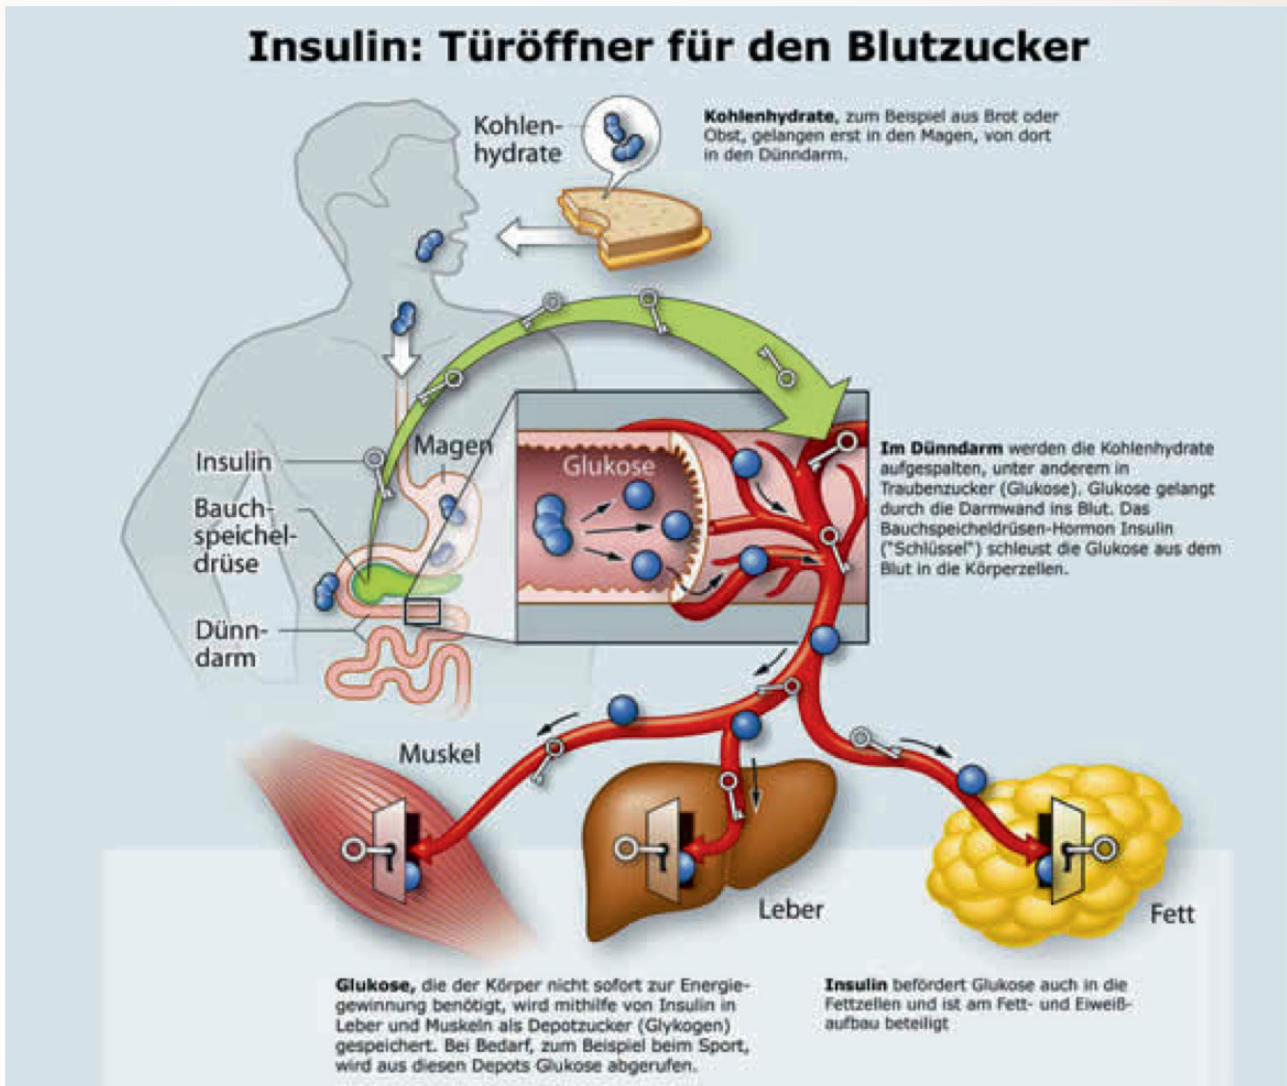 Insulin: Türöffner für den Blutzucker
Kohlen-
hydrate
Kohlenhydrate, zum Beispiel aus Brot oder
Obst, gelangen erst in den Magen, von dort
in den Dünndarm.
Insulin
Magen
Bauch-
speichel-
drüse
Dünn-
darm
Glukose
Im Dünndarm werden die Kohlenhydrate
aufgespalten, unter anderem in
Traubenzucker (Glukose). Glukose gelangt
durch die Darmwand ins Blut. Das
Bauchspeicheldrüsen-Hormon Insulin
("Schlüssel") schleust die Glukose aus dem
Blut in die Körperzellen.
Muskel
Leber
Fett
Glukose, die der Körper nicht sofort zur Energie-
gewinnung benötigt, wird mithilfe von Insulin in
Leber und Muskeln als Depotzucker (Glykogen)
gespeichert. Bei Bedarf, zum Beispiel beim Sport,
wird aus diesen Depots Glukose abgerufen.
Insulin befördert Glukose auch in die
Fettzellen und ist am Fett- und Eiweiß-
aufbau beteiligt